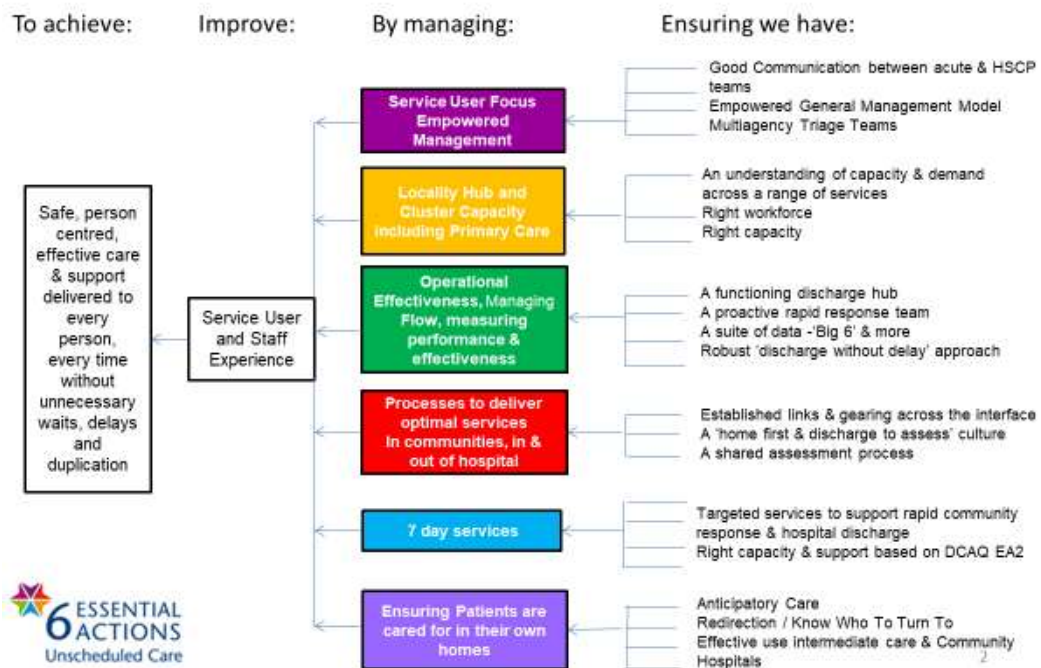 To achieve:
Improve:
By managing:
Ensuring we have:
Safe, person
centred,
effective care
& support
delivered to
every
person,
every time
without
unnecessary
waits, delays
and
duplication
Service User
and Staff
Experience
Service User Focus
Empowered
Management
Good Communication between acute & HSCP
teams
Empowered General Management Model
Multiagency Triage Teams
Locality Hub and
Cluster Capacity
including Primary Care
An understanding of capacity & demand
across a range of services
Right workforce
Right capacity
Operational
Effectiveness, Managing
Flow, measuring
performance &
effectiveness
A functioning discharge hub
A proactive rapid response team
A suite of data -'Big 6' & more
Robust 'discharge without delay' approach
Processes to deliver
optimal services
In communities, in &
out of hospital
Established links & gearing across the interface
A 'home first & discharge to assess' culture
A shared assessment process
7 day services
Targeted services to support rapid community
response & hospital discharge
Right capacity & support based on DCAQ EA2
Ensuring Patients are
cared for in their own
homes
Anticipatory Care
Redirection / Know Who To Turn To
Effective use intermediate care & Community
Hospitals
6 ESSENTIAL
ACTIONS
Unscheduled Care
2